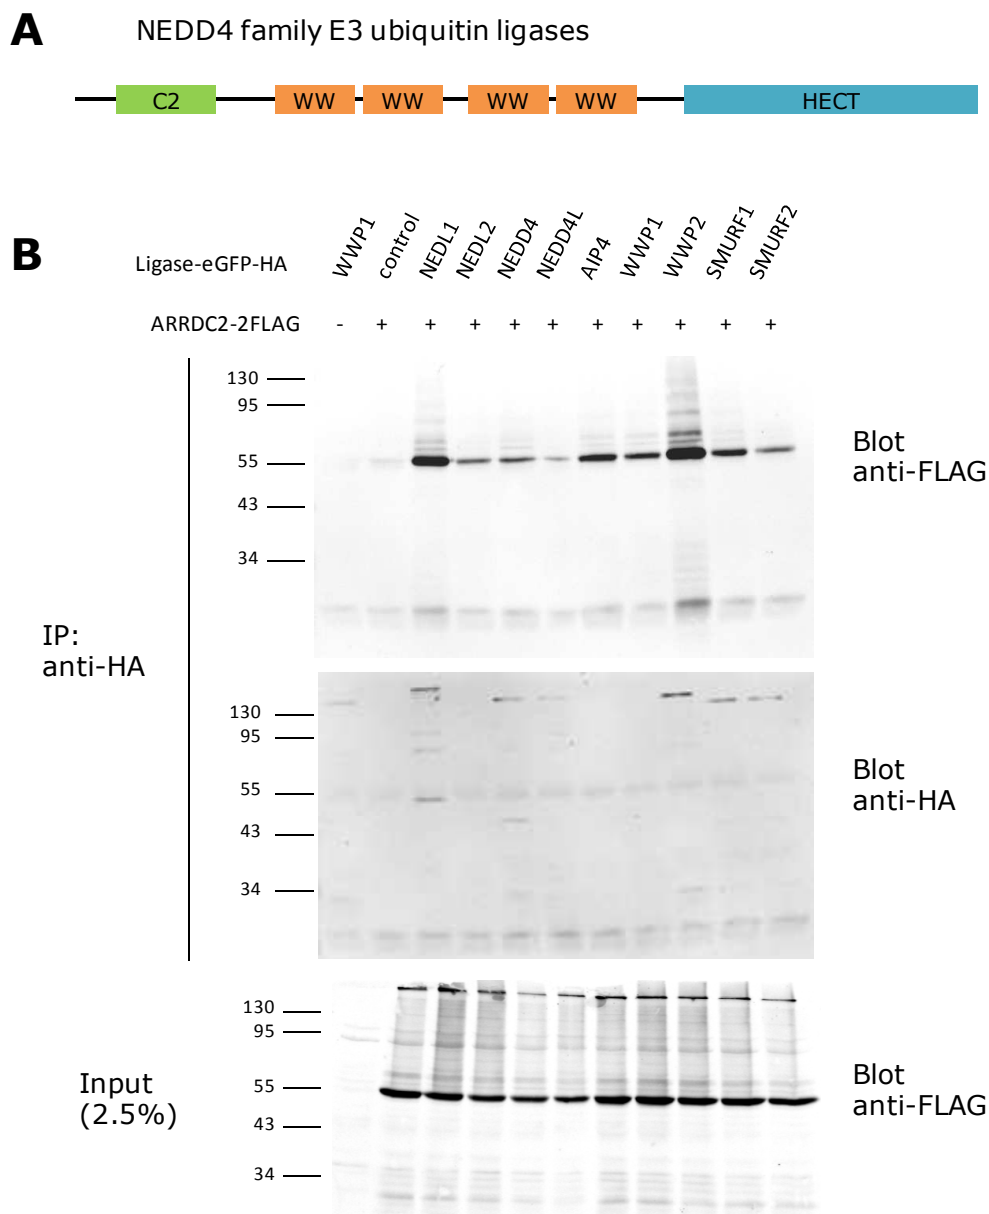 A NEDD4 family E3 ubiquitin ligases
C2 WW WW WW WW HECT
B
Ligase-eGFP-HA WWP1 control NEDL1 NEDL2 NEDD4 NEDD4L AIP4 WWP1 WWP2 SMURF1 SMURF2
ARRDC2-2FLAG - + + + + + + + + + +
130
95
55
43
34
Blot
anti-FLAG
IP:
anti-HA
130
95
55
43
34
Blot
anti-HA
130
95
55
43
34
Input
(2.5%)
Blot
anti-FLAG